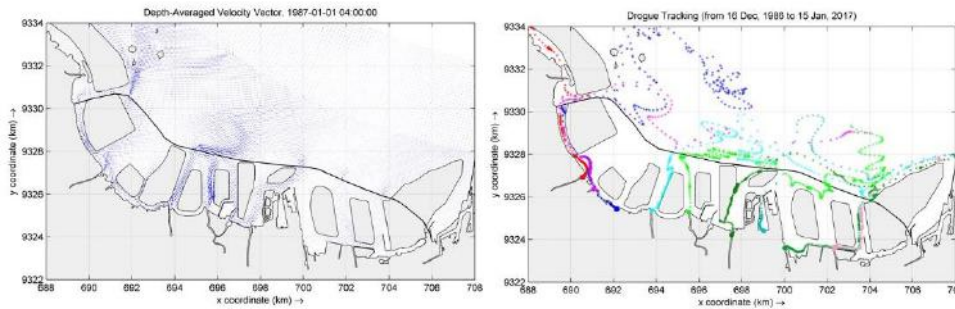 Depth-Averaged Velocity Vector, 1987-01-01 04:00:00
9334
9332
9330
9328
9326
9324
9322
y coordinate (km) →
688 690 692 694 696 698 700 702 704 706 708
x coordinate (km) →
Drogue Tracking (from 16 Dec, 1986 to 15 Jan, 2017)
9334
9332
9330
9328
9326
9324
9322
y coordinate (km) →
688 690 692 694 696 698 700 702 704 706 708
x coordinate (km) →